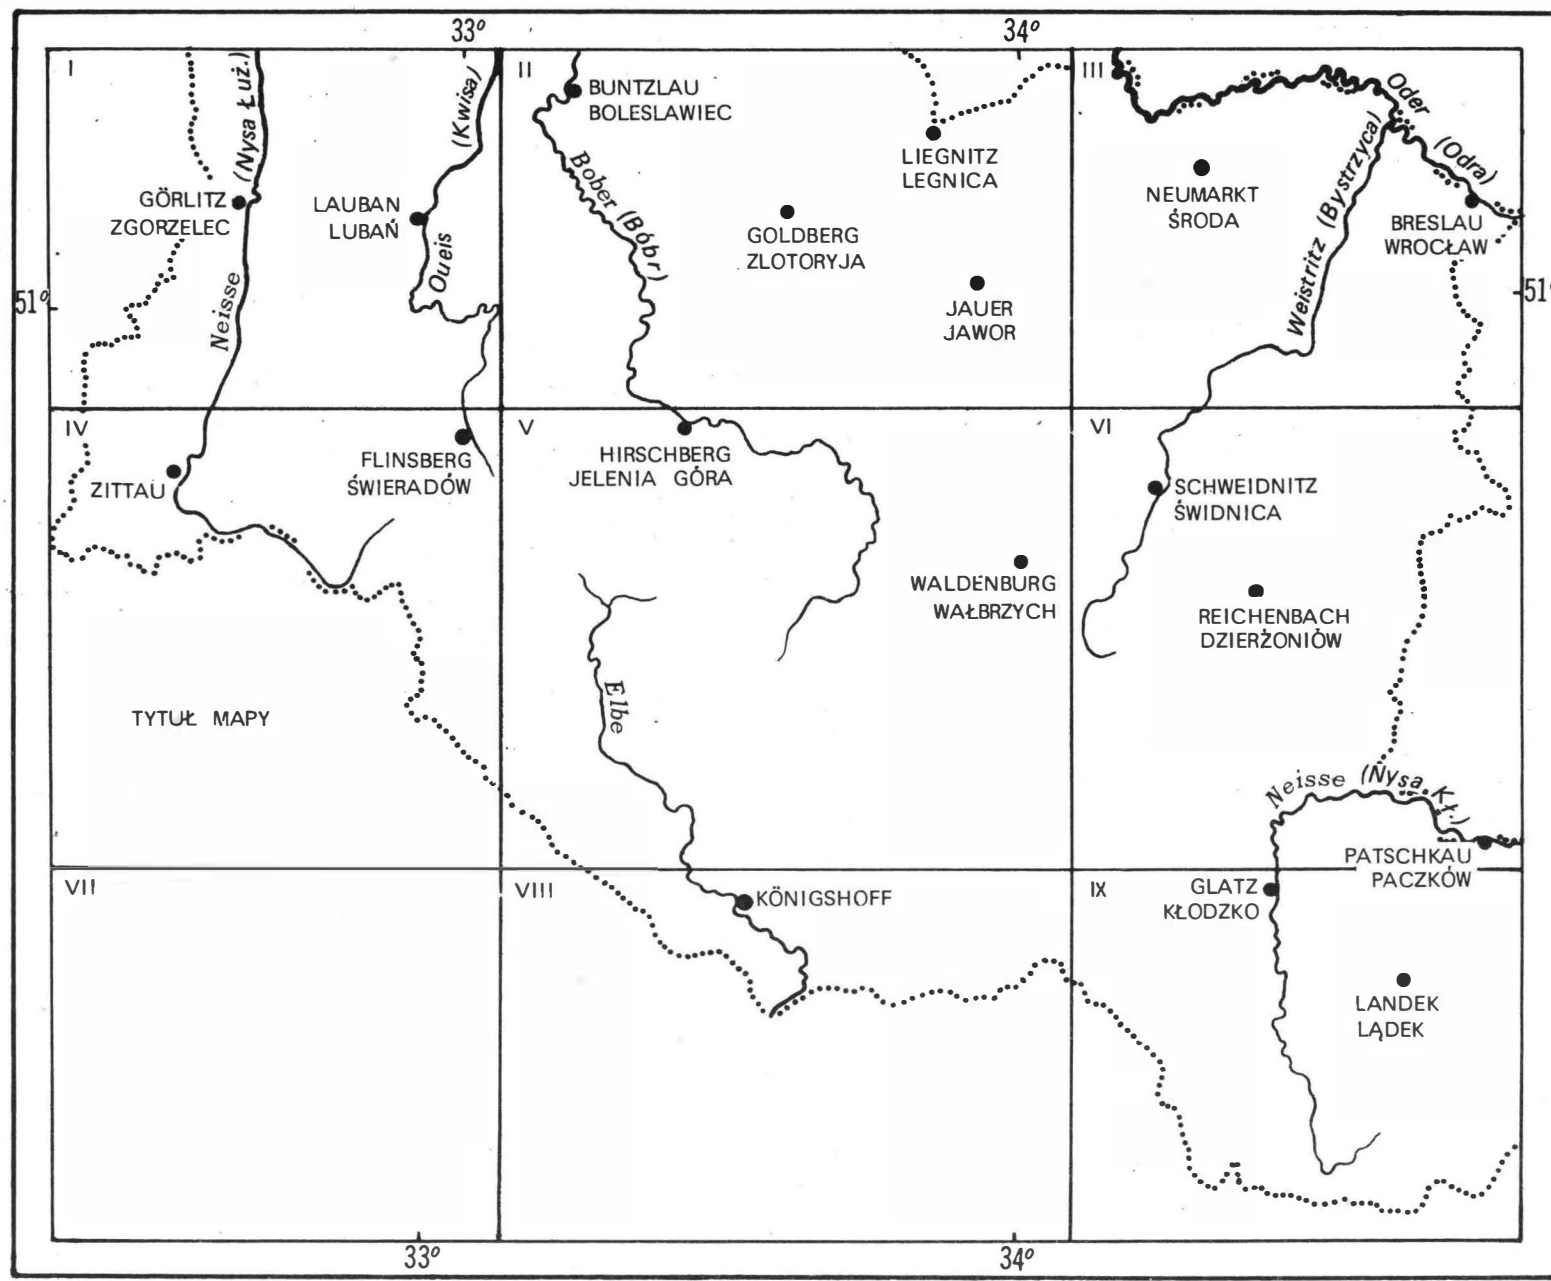 33°
34°
I
II
III
(Nysa Łuż.)
(Kwisa)
BUNTZLAU
BOLESLAWIEC
Oder
(Odra)
LIEGNITZ
LEGNICA
Bober (Bóbr)
NEUMARKT
ŚRODA
Weistritz (Bystrzyca)
GÖRLITZ
ZGORZELEC
LAUBAN
LUBAŃ
GOLDBERG
ZLOTORYJA
BRESLAU
WROCŁAW
Neisse
Queis
51°
51°
JAUER
JAWOR
IV
V
VI
ZITTAU
FLINSBERG
ŚWIERADÓW
HIRSCHBERG
JELENIA GÓRA
SCHWEIDNITZ
ŚWIDNICA
WALDENBURG
WAŁBRZYCH
REICHENBACH
DZIERŻONIÓW
Elbe
TYTUŁ MAPY
Neisse (Nysa Kł.)
PATSCHKAU
PACZKÓW
VII
VIII
IX
KÖNIGSHOFF
GLATZ
KŁODZKO
LANDEK
LĄDEK
33°
34°